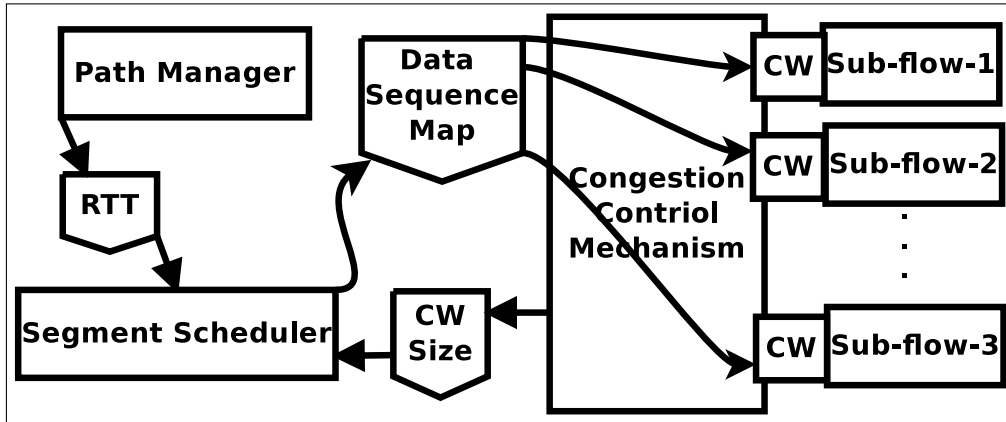 Path Manager
RTT
Segment Scheduler
Data
Sequence
Map
CW
Size
Congestion
Contriol
Mechanism
CW
Sub-flow-1
CW
Sub-flow-2
.
.
.
CW
Sub-flow-3